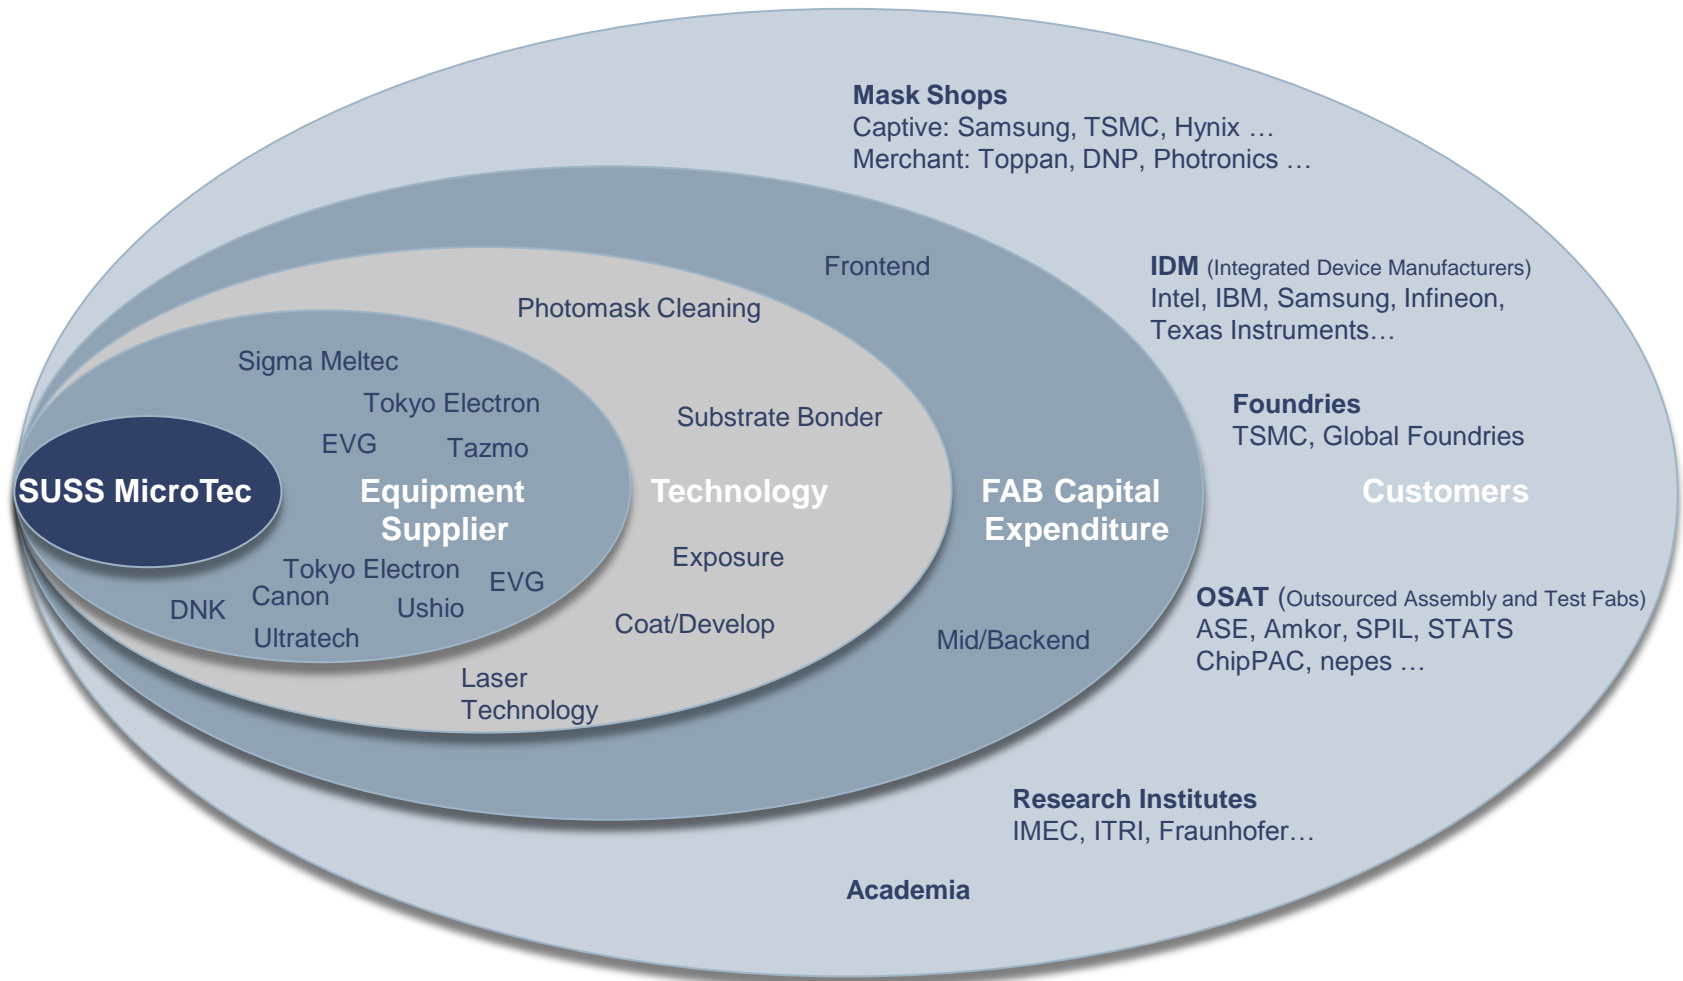 Mask Shops
Captive: Samsung, TSMC, Hynix …
Merchant: Toppan, DNP, Photronics …
Frontend
IDM (Integrated Device Manufacturers)
Intel, IBM, Samsung, Infineon,
Texas Instruments…
Photomask Cleaning
Sigma Meltec
Tokyo Electron
EVG
Tazmo
Substrate Bonder
Foundries
TSMC, Global Foundries
SUSS MicroTec
Equipment
Supplier
Technology
FAB Capital
Expenditure
Customers
Tokyo Electron
EVG
Canon
DNK
Ushio
Ultratech
Exposure
Coat/Develop
Laser
Technology
Mid/Backend
OSAT (Outsourced Assembly and Test Fabs)
ASE, Amkor, SPIL, STATS
ChipPAC, nepes …
Research Institutes
IMEC, ITRI, Fraunhofer…
Academia